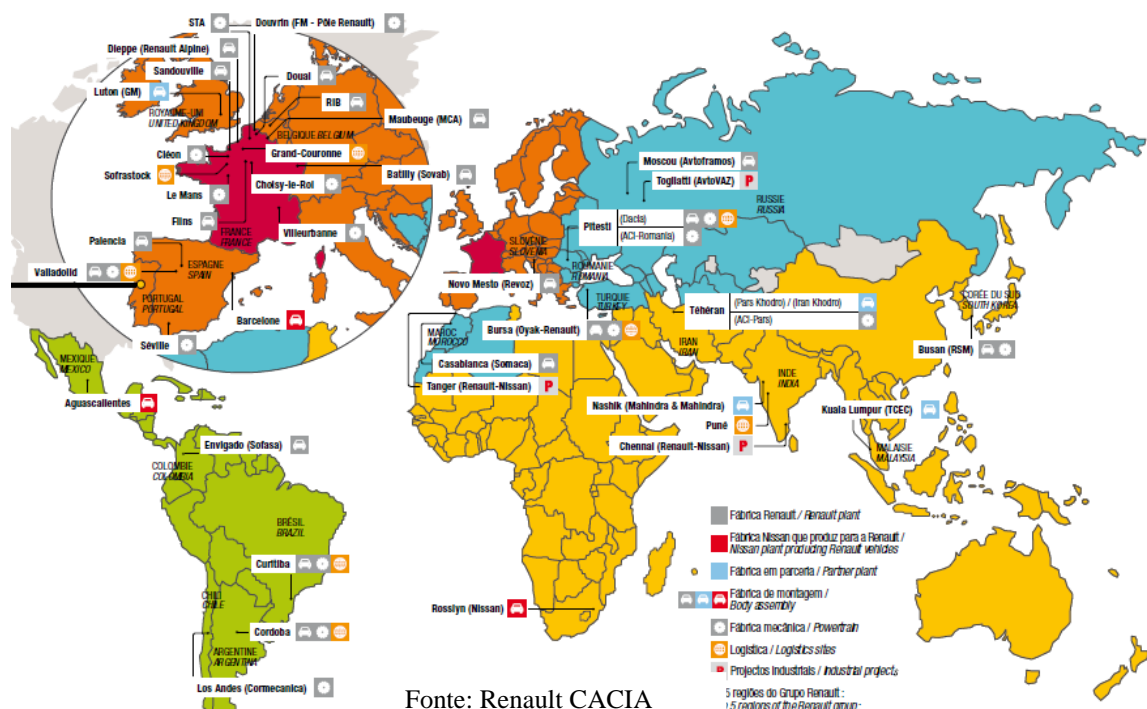 STA
Douvrin (FM - Pôle Renault)
Dieppe (Renault Alpine)
Sandouville
Douai
Luton (GM)
RIB
ROYAUME-UNI
UNITED-KINGDOM
Maubeuge (MCA)
BELGIQUE BELGIUM
Cléon
Grand-Couronne
Sofrastock
Choisy-le-Roi
Batilly (Sovab)
Le Mans
Flins
FRANCE
FRANCE
Villeurbanne
Palencia
ESPAGNE
SPAIN
Valladolid
PORTUGAL
PORTUGAL
Barcelone
Séville
Moscou (Avtoframos)
Togliatti (AvtoVAZ) P
RUSSIE
RUSSIA
Pitesti
(Dacia)
(ACI-Romania)
SLOVÉNIE
SLOVENIA
ROUMANIE
ROMANIA
Novo Mesto (Revoz)
TURQUIE
TURKEY
Téhéran
(Pars Khodro) / (Iran Khodro)
(ACI-Pars)
CORÉE DU SUD
SOUTH KOREA
MAROC
MOROCCO
Bursa (Oyak-Renault)
IRAN
IRAN
Busan (RSM)
Casablanca (Somaca)
Tanger (Renault-Nissan) P
INDE
INDIA
Nashik (Mahindra & Mahindra)
Kuala Lumpur (TCEC)
Puné
Chennai (Renault-Nissan) P
MALAISIE
MALAYSIA
MEXIQUE
MEXICO
Aguascalientes
Envigado (Sofasa)
COLOMBIE
COLOMBIA
BRÉSIL
BRAZIL
Curitiba
CHILI
CHILE
Cordoba
ARGENTINE
ARGENTINA
Los Andes (Cormecanica)
Rosslyn (Nissan)
Fábrica Renault / Renault plant
Fábrica Nissan que produz para a Renault /
Nissan plant producing Renault vehicles
Fábrica em parceria / Partner plant
Fábrica de montagem /
Body assembly
Fábrica mecânica / Powertrain
Logística / Logistics sites
P Projectos Industriais / Industrial projects
5 regiões do Grupo Renault :
5 regions of the Renault group:
Fonte: Renault CACIA